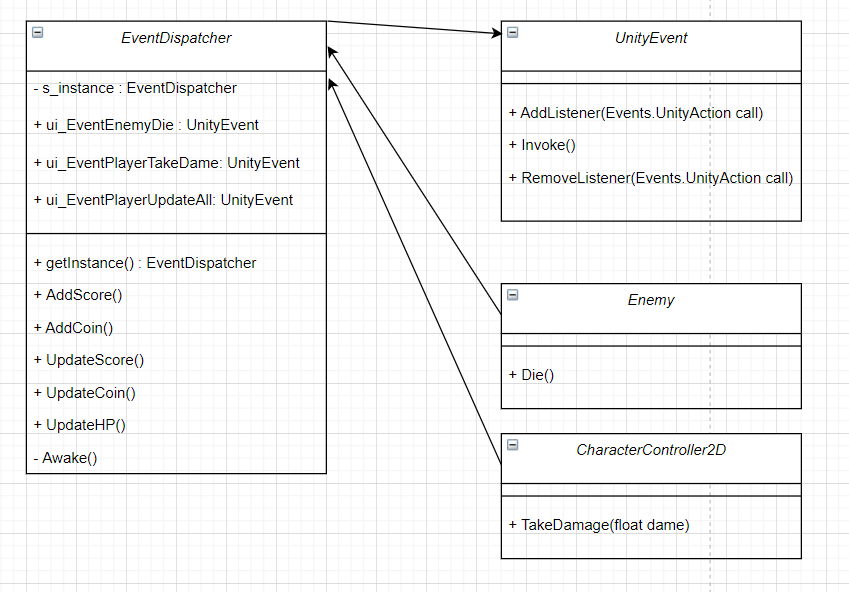 EventDispatcher
- s_instance : EventDispatcher
+ ui_EventEnemyDie : UnityEvent
+ ui_EventPlayerTakeDame: UnityEvent
+ ui_EventPlayerUpdateAll: UnityEvent
+ getInstance() : EventDispatcher
+ AddScore()
+ AddCoin()
+ UpdateScore()
+ UpdateCoin()
+ UpdateHP()
- Awake()
UnityEvent
+ AddListener(Events.UnityAction call)
+ Invoke()
+ RemoveListener(Events.UnityAction call)
Enemy
+ Die()
CharacterController2D
+ TakeDamage(float dame)